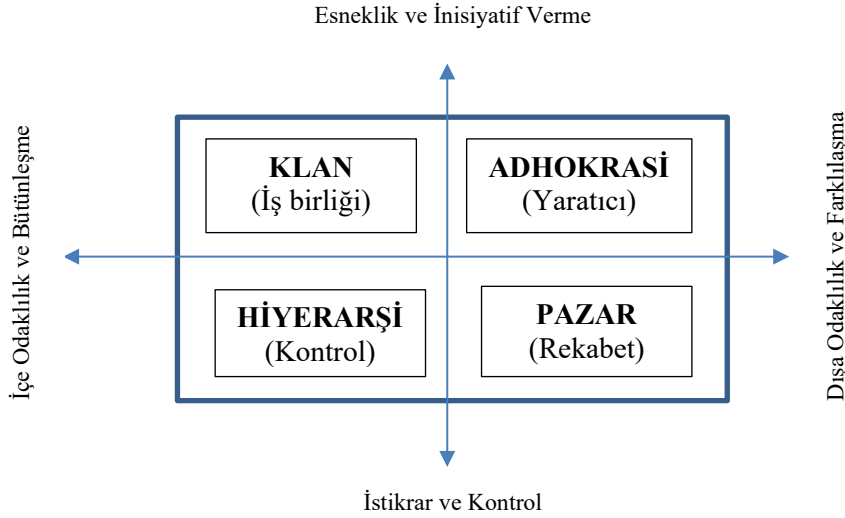 Esneklik ve İnisiyatif Verme
İçe Odaklılık ve Bütünleşme
KLAN
(İş birliği)
ADHOKRASİ
(Yaratıcı)
HİYERARŞİ
(Kontrol)
PAZAR
(Rekabet)
Dışa Odaklılık ve Farklılaşma
İstikrar ve Kontrol